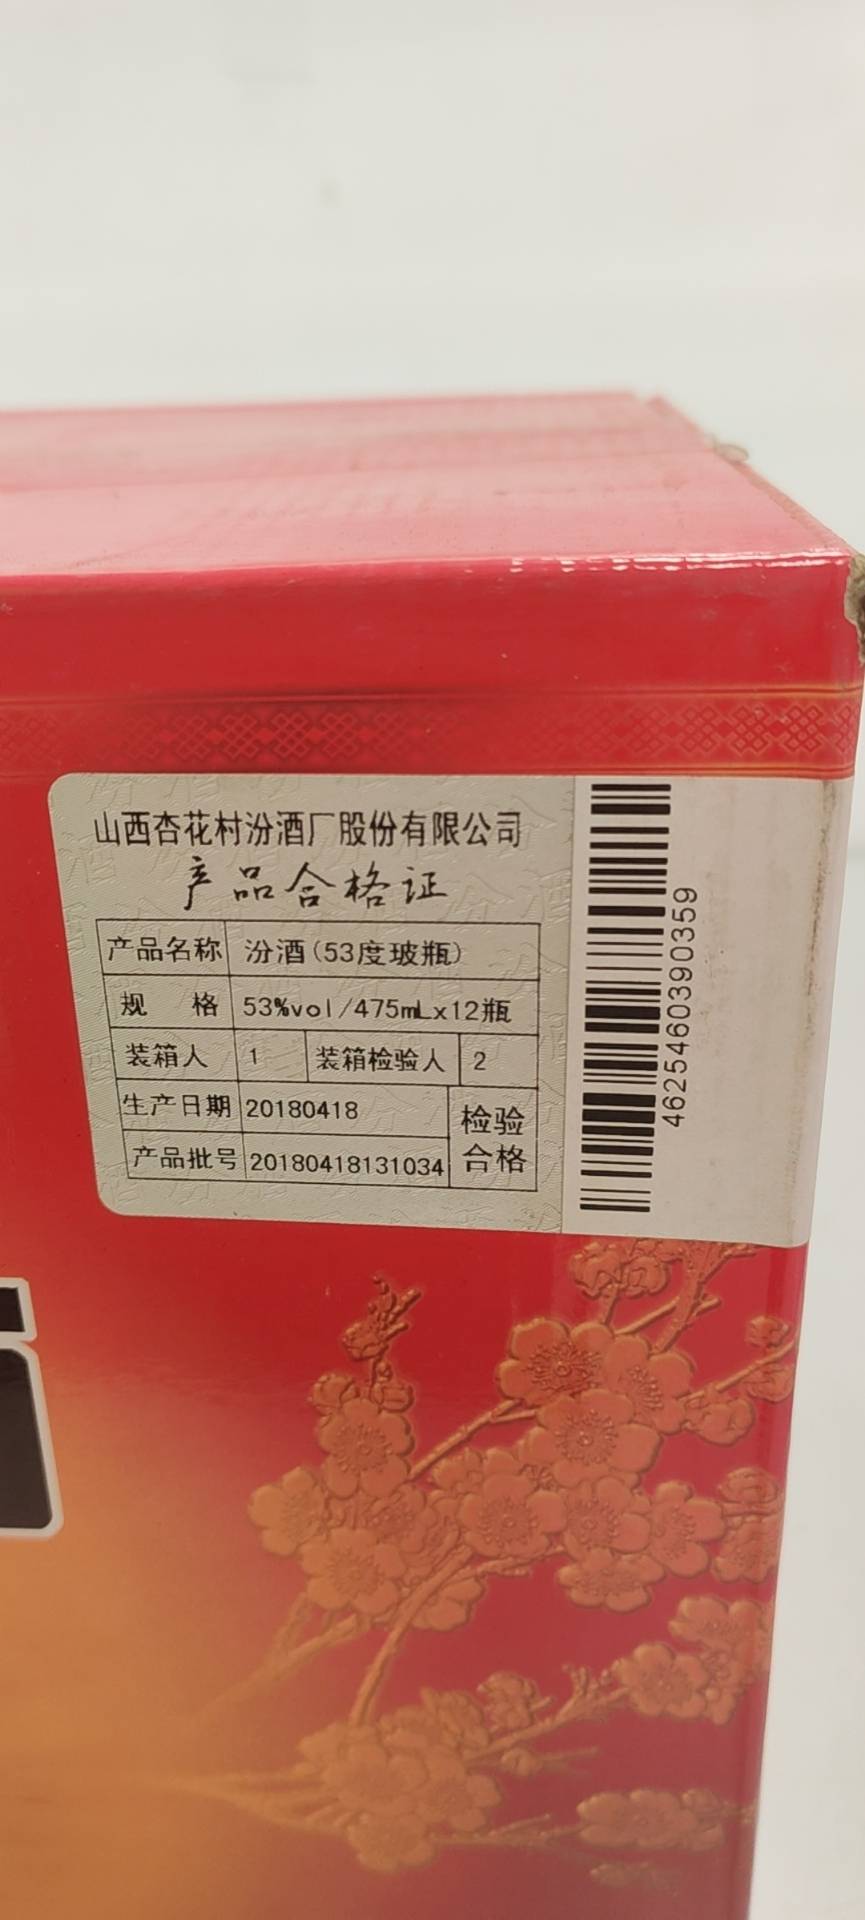 山西杏花村汾酒厂股份有限公司
产品合格证
产品名称 汾酒(53度玻瓶)
规 格 53%vol/475mLx12瓶
装箱人 1 装箱检验人 2
生产日期 20180418 检验
产品批号 20180418131034 合格
4625460390359